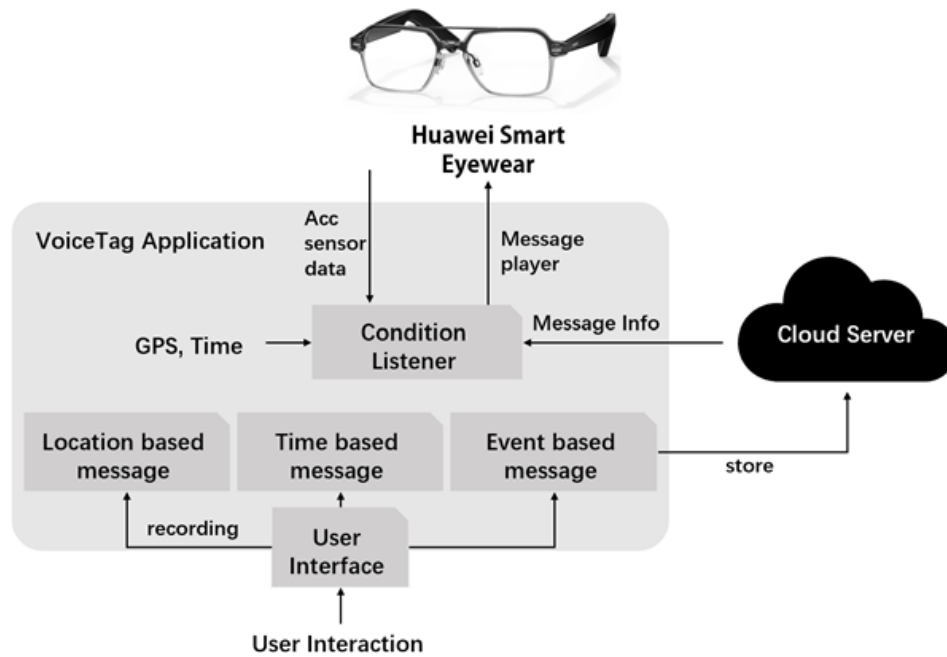 Huawei Smart
Eyewear
VoiceTag Application
Acc
sensor
data
Message
player
GPS, Time
Condition
Listener
Message Info
Cloud Server
Location based
message
Time based
message
Event based
message
store
recording
User
Interface
User Interaction